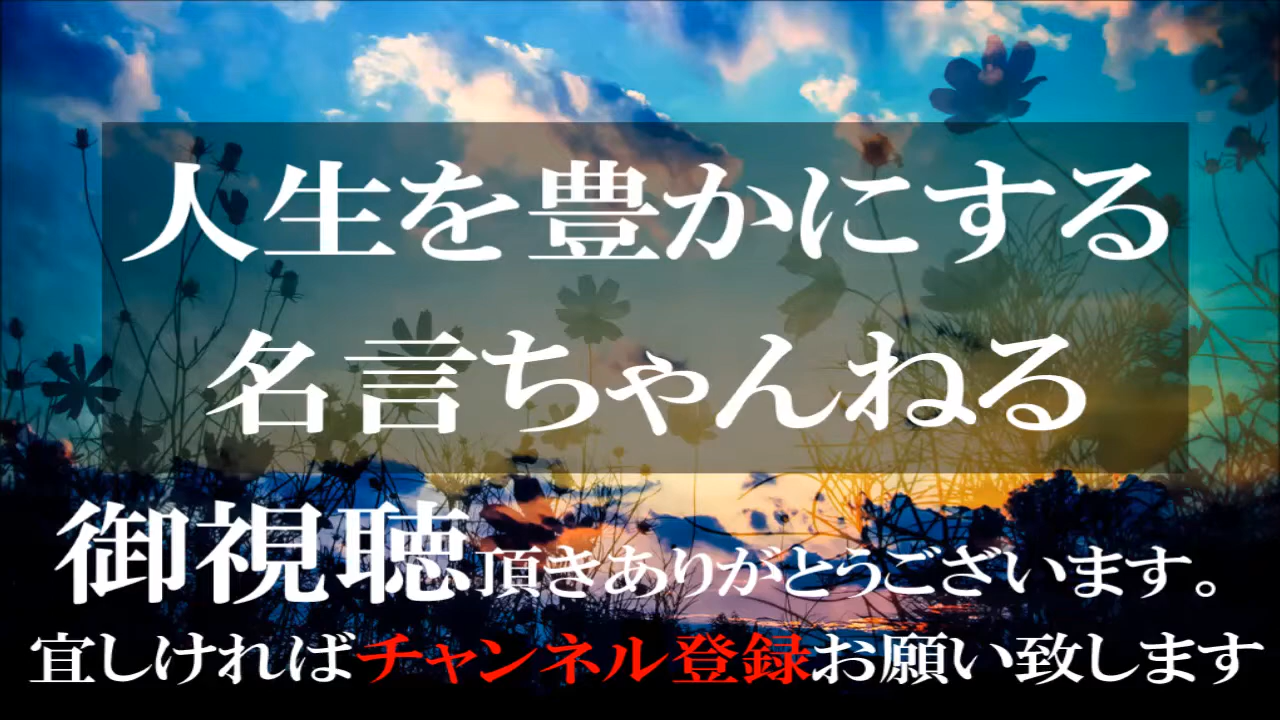 人生を豊かにする
名言ちゃんねる
御視聴頂きありがとうございます。
宜しければチャンネル登録お願い致します